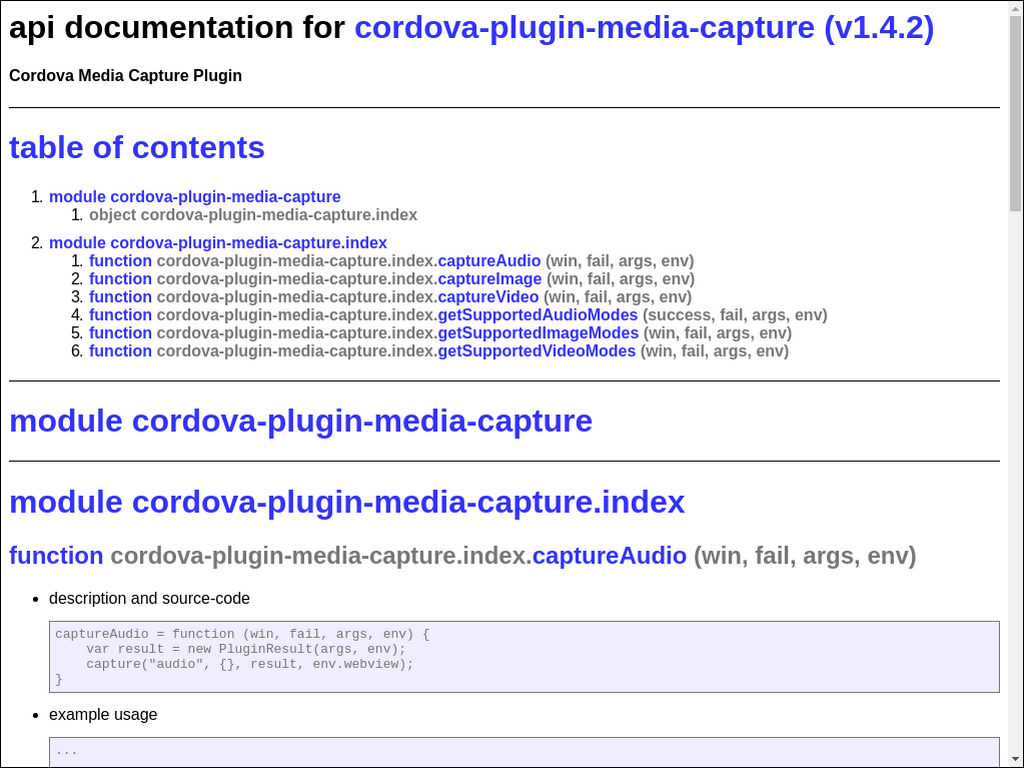 api documentation for cordova-plugin-media-capture (v1.4.2)
Cordova Media Capture Plugin
table of contents
1. module cordova-plugin-media-capture
1. object cordova-plugin-media-capture.index
2. module cordova-plugin-media-capture.index
1. function cordova-plugin-media-capture.index.captureAudio (win, fail, args, env)
2. function cordova-plugin-media-capture.index.captureImage (win, fail, args, env)
3. function cordova-plugin-media-capture.index.captureVideo (win, fail, args, env)
4. function cordova-plugin-media-capture.index.getSupportedAudioModes (success, fail, args, env)
5. function cordova-plugin-media-capture.index.getSupportedImageModes (win, fail, args, env)
6. function cordova-plugin-media-capture.index.getSupportedVideoModes (win, fail, args, env)
module cordova-plugin-media-capture
module cordova-plugin-media-capture.index
function cordova-plugin-media-capture.index.captureAudio (win, fail, args, env)
• description and source-code
captureAudio = function (win, fail, args, env) {
    var result = new PluginResult(args, env);
    capture("audio", {}, result, env.webview);
}
• example usage
...